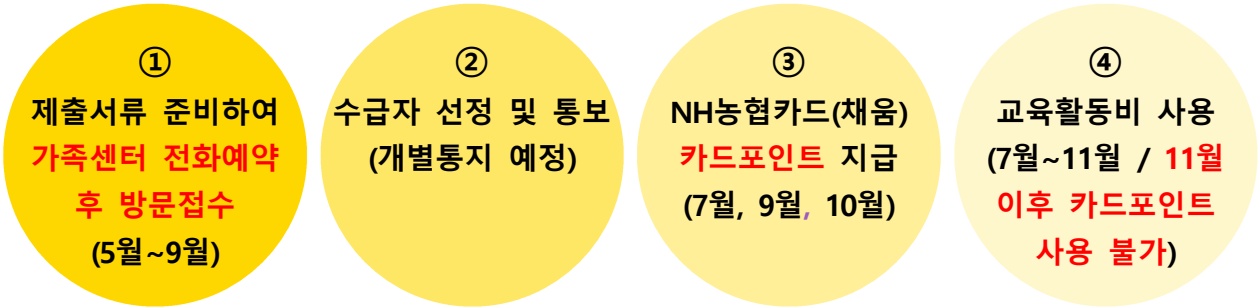 ①
제출서류 준비하여
가족센터 전화예약
후 방문접수
(5월~9월)
②
수급자 선정 및 통보
(개별통지 예정)
③
NH농협카드(채움)
카드포인트 지급
(7월, 9월, 10월)
④
교육활동비 사용
(7월~11월 / 11월
이후 카드포인트
사용 불가)